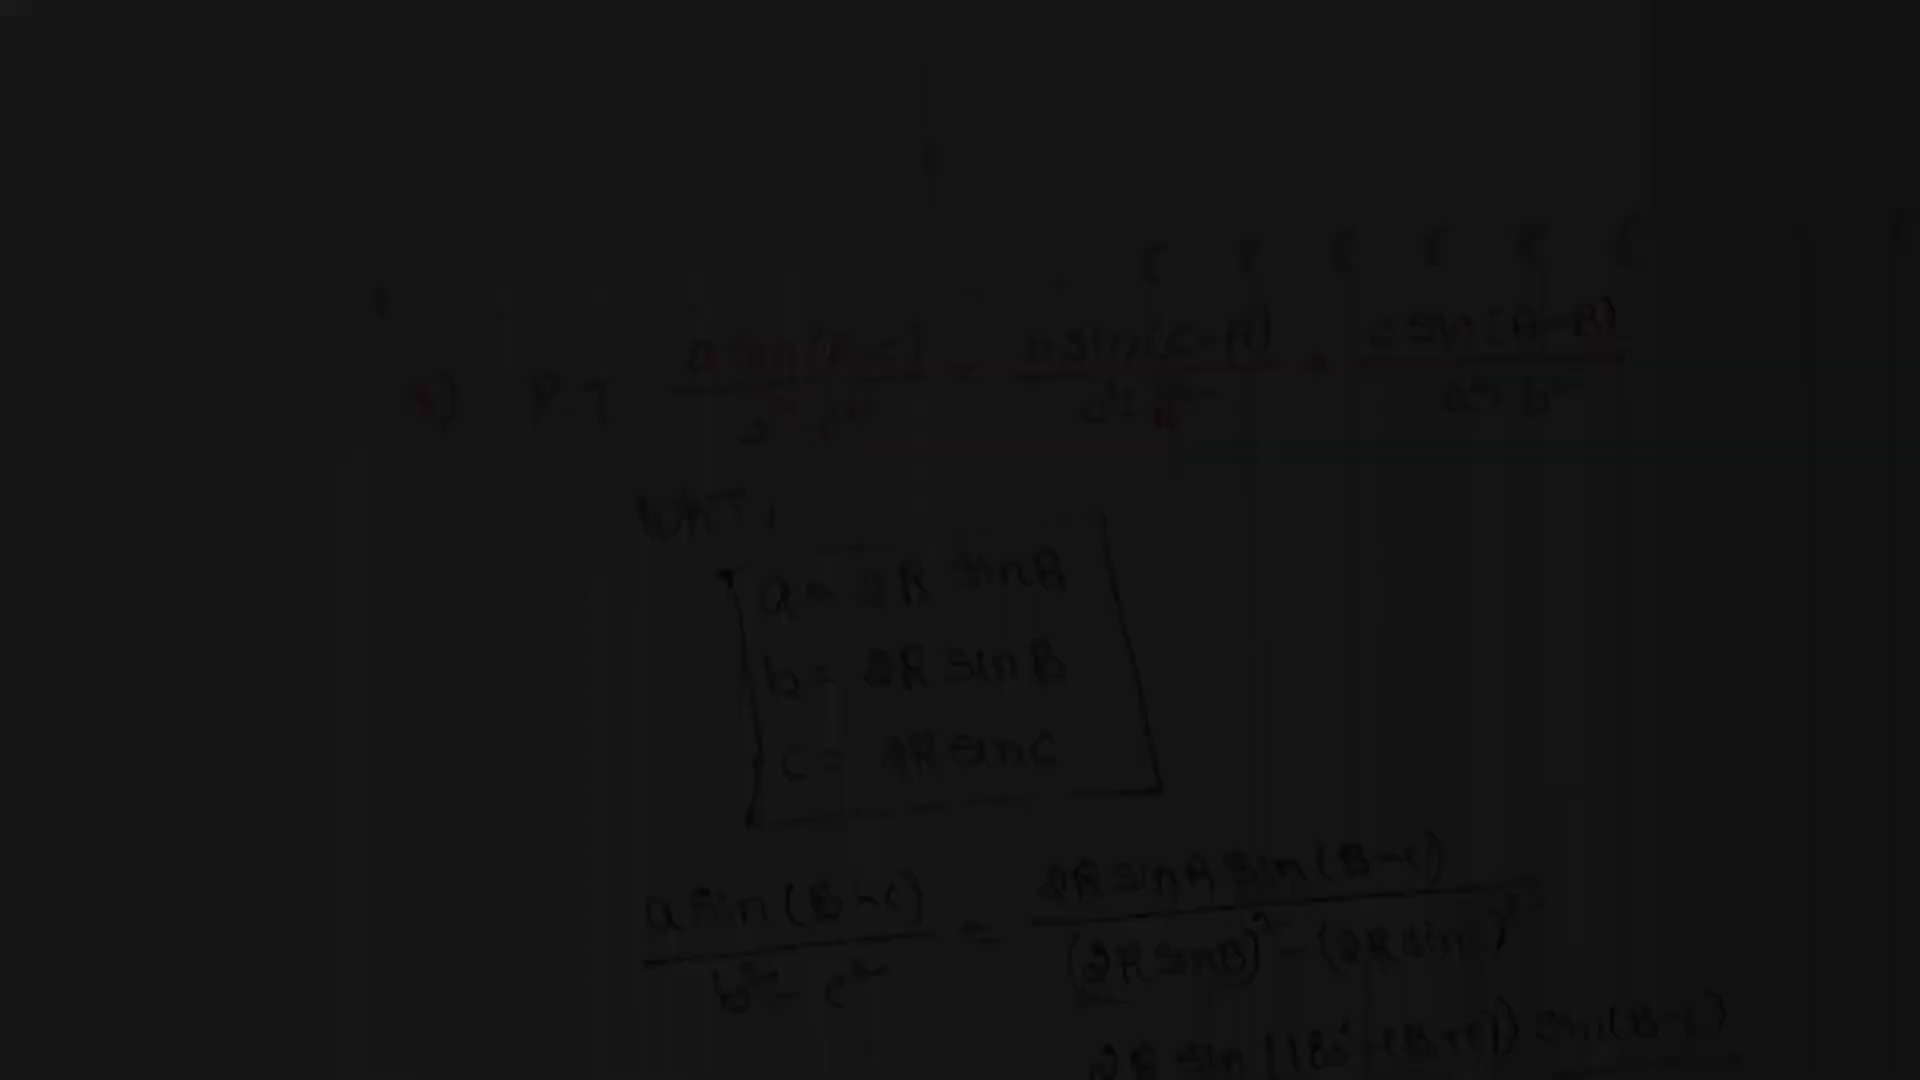 P.T a sin(B-C) / b²-c² = b sin(C-A) / c²-a² = c sin(A-B) / a²-b²
WKT,
a = 2R sinA
b = 2R sinB
c = 2R sinC
a sin(B-C) / b²-c² = 2R sinA sin(B-C) / (2R sinB)² - (2R sin )²
2R sin(180°-(B+C)) sin(B-C)